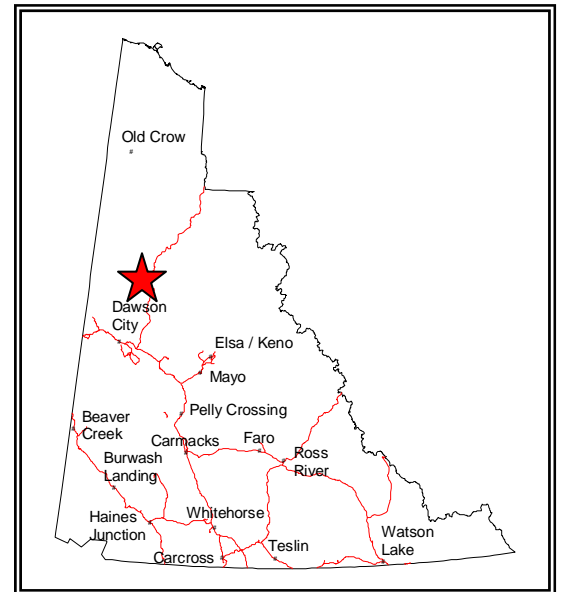 Old Crow
Dawson
City
Elsa / Keno
Mayo
Beaver
Creek
Pelly Crossing
Carmacks
Faro
Ross
River
Burwash
Landing
Haines
Junction
Whitehorse
Watson
Lake
Carcross
Teslin